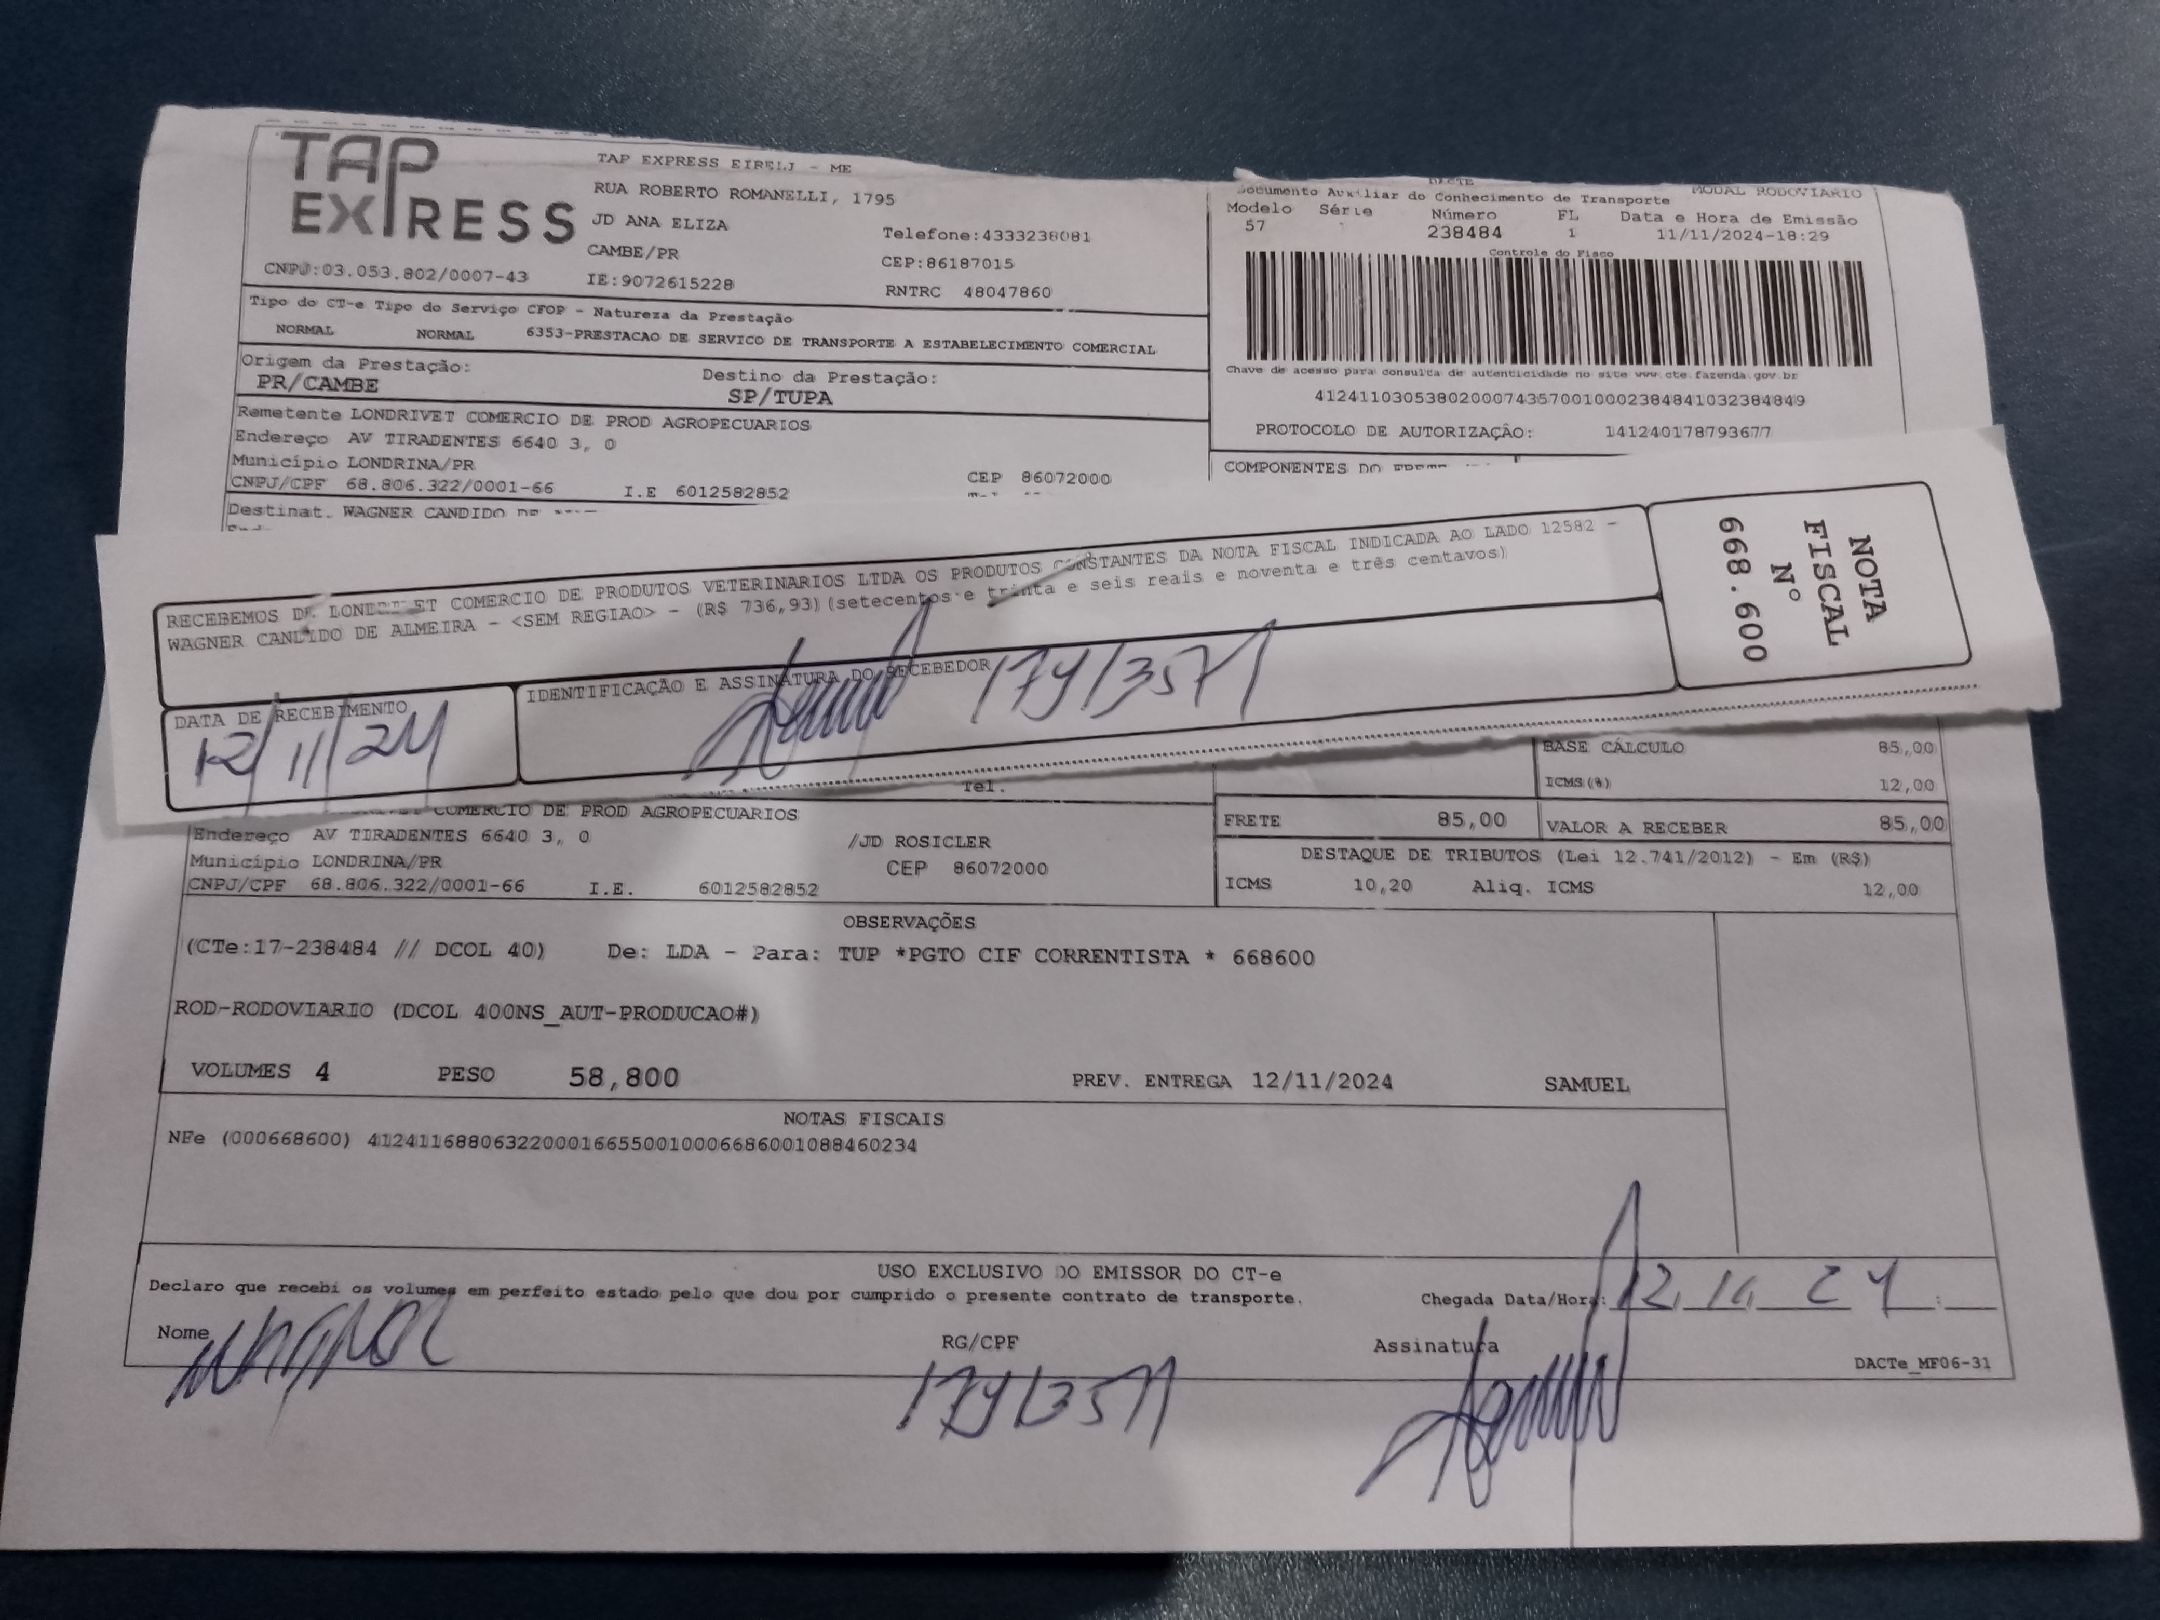 TAP EXPRESS
TAP EXPRESS EIRELI - ME
RUA ROBERTO ROMANELLI, 1795
JD ANA ELIZA
Telefone:4333238081
CAMBE/PR
CEP:86187015
CNPJ:03.053.802/0007-43
IE:9072615228
RNTRC 48047860
DACTE
MODAL RODOVIARIO
Documento Auxiliar do Conhecimento de Transporte
Modelo Série Número FL Data e Hora de Emissão
57 238484 1 11/11/2024-18:29
Controle do Fisco
Chave de acesso para consulta de autenticidade no site www.cte.fazenda.gov.br
41241103053802000743570010002384841032384849
PROTOCOLO DE AUTORIZAÇÃO: 141240178793677
COMPONENTES DO
Tipo do CT-e Tipo do Serviço CFOP - Natureza da Prestação
NORMAL NORMAL 6353-PRESTACAO DE SERVICO DE TRANSPORTE A ESTABELECIMENTO COMERCIAL
Origem da Prestação: Destino da Prestação:
PR/CAMBE SP/TUPA
Remetente LONDRIVET COMERCIO DE PROD AGROPECUARIOS
Endereço AV TIRADENTES 6640 3, 0
Município LONDRINA/PR CEP 86072000
CNPJ/CPF 68.806.322/0001-66 I.E 6012582852
Destinat. WAGNER CANDIDO
RECEBEMOS DE LONDRIVET COMERCIO DE PRODUTOS VETERINARIOS LTDA OS PRODUTOS CONSTANTES DA NOTA FISCAL INDICADA AO LADO 12582 -
WAGNER CANDIDO DE ALMEIRA - <SEM REGIAO> - (R$ 736,93)(setecentos e trinta e seis reais e noventa e três centavos)
DATA DE RECEBIMENTO
12/11/24
IDENTIFICAÇÃO E ASSINATURA DO RECEBEDOR
17913571
NOTA
FISCAL
Nº
668.600
Tel.
BASE CÁLCULO 85,00
ICMS(%) 12,00
COMERCIO DE PROD AGROPECUARIOS
Endereço AV TIRADENTES 6640 3, 0 /JD ROSICLER
Município LONDRINA/PR CEP 86072000
CNPJ/CPF 68.806.322/0001-66 I.E. 6012582852
FRETE 85,00 VALOR A RECEBER 85,00
DESTAQUE DE TRIBUTOS (Lei 12.741/2012) - Em (R$)
ICMS 10,20 Aliq. ICMS 12,00
OBSERVAÇÕES
(CTe:17-238484 // DCOL 40) De: LDA - Para: TUP *PGTO CIF CORRENTISTA * 668600
ROD-RODOVIARIO (DCOL 400NS_AUT-PRODUCAO#)
VOLUMES 4 PESO 58,800 PREV. ENTREGA 12/11/2024 SAMUEL
NOTAS FISCAIS
NFe (000668600) 41241168806322000166550010006686001088460234
USO EXCLUSIVO DO EMISSOR DO CT-e
Declaro que recebi os volumes em perfeito estado pelo que dou por cumprido o presente contrato de transporte.
Chegada Data/Hora: 12 11 24
Nome Wagner
RG/CPF 17913571
Assinatura
DACTe_MF06-31